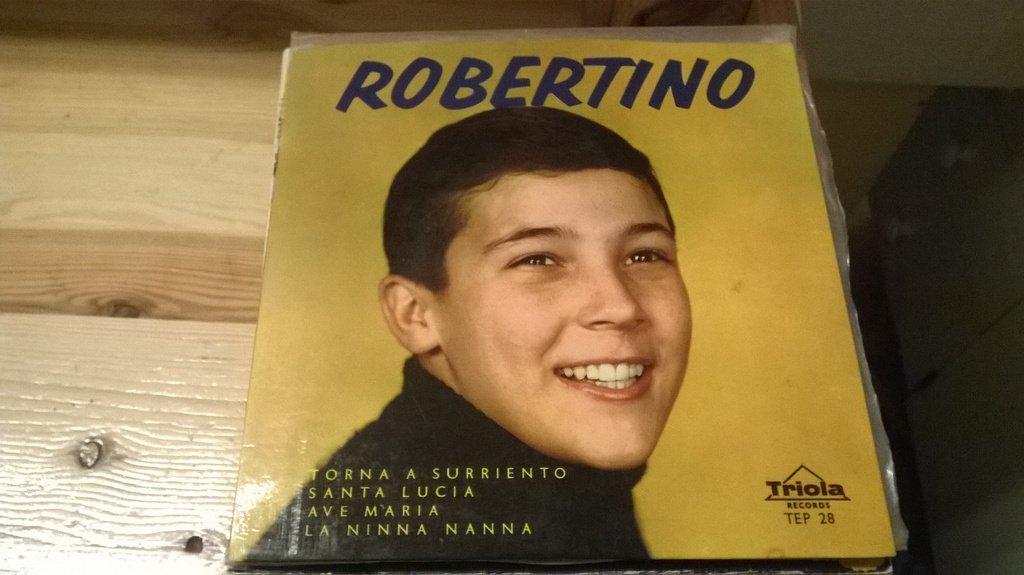 ROBERTINO
TORNA A SURRIENTO
SANTA LUCIA
AVE MARIA
LA NINNA NANNA
Triola
RECORDS
TEP 28